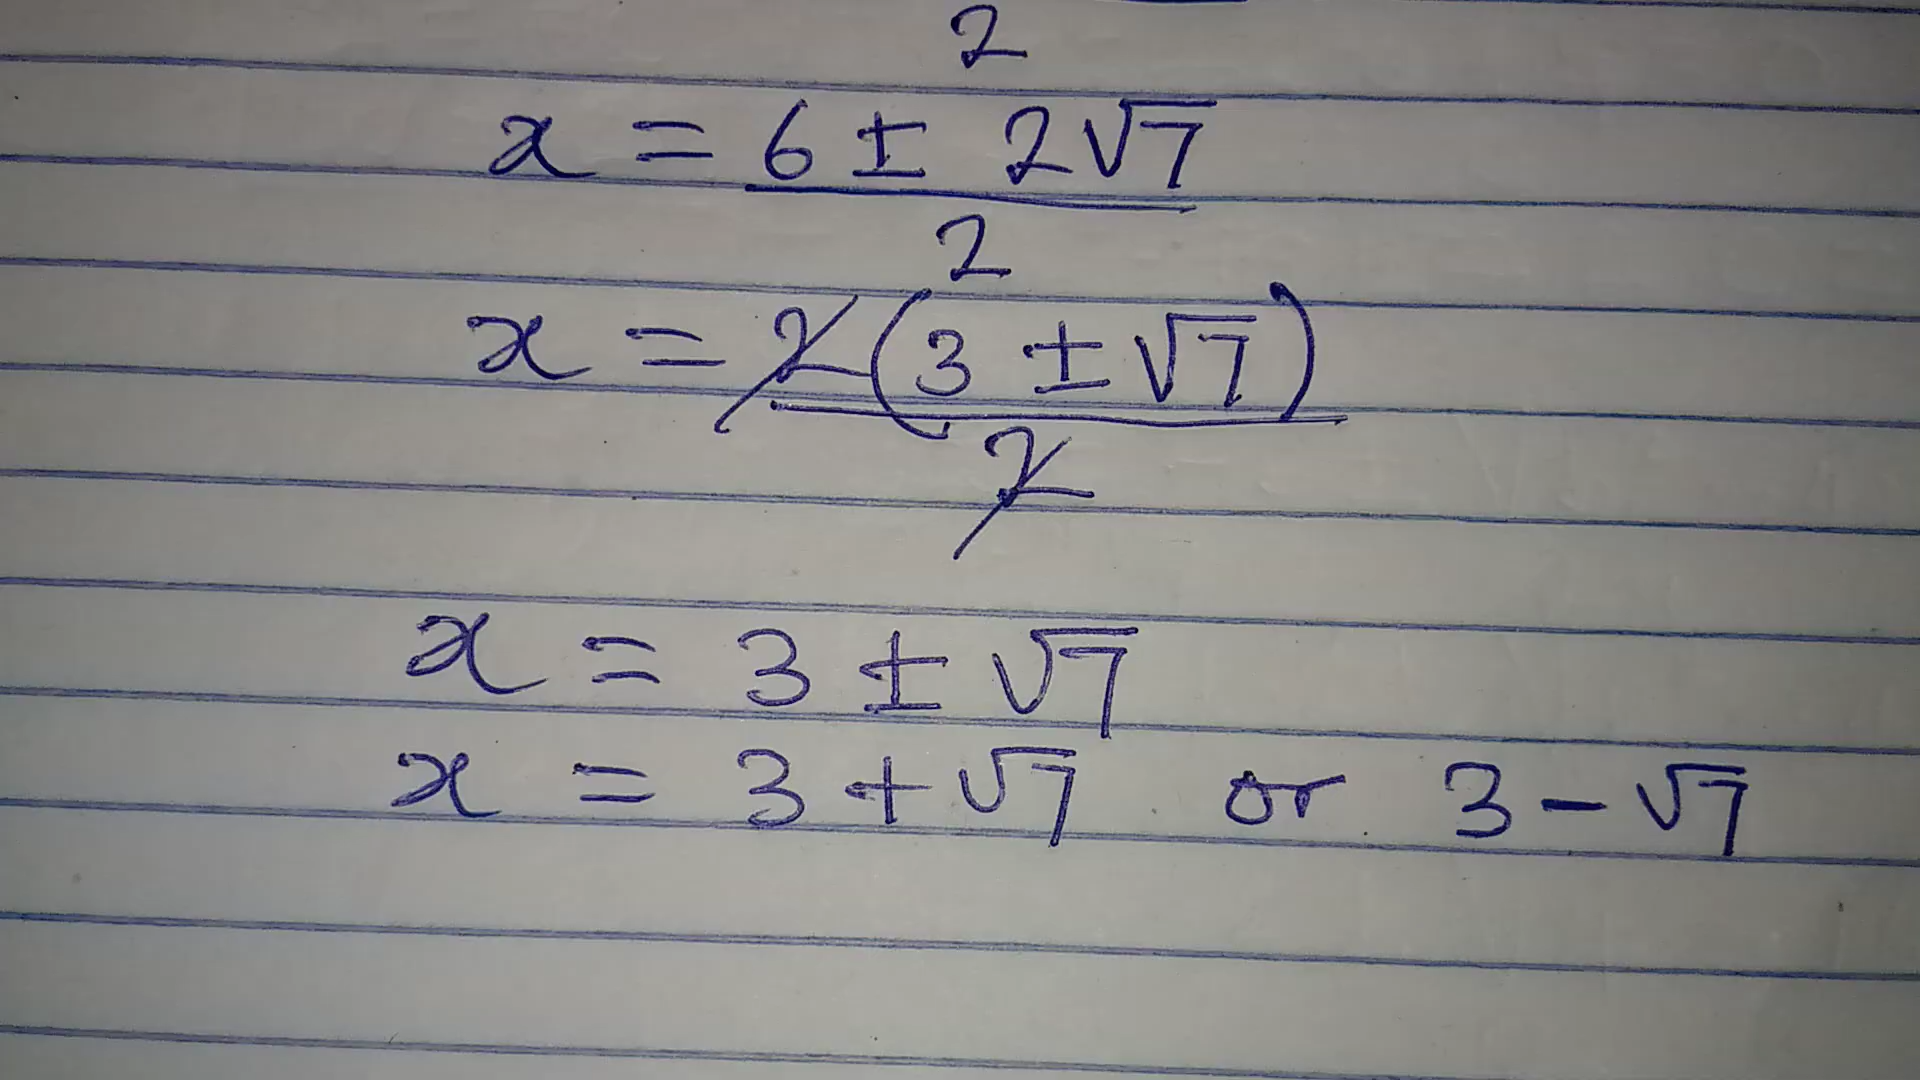 2
x = 6 ± 2√7
2
x = 2(3 ± √7)
2
x = 3 ± √7
x = 3 + √7 or 3 - √7